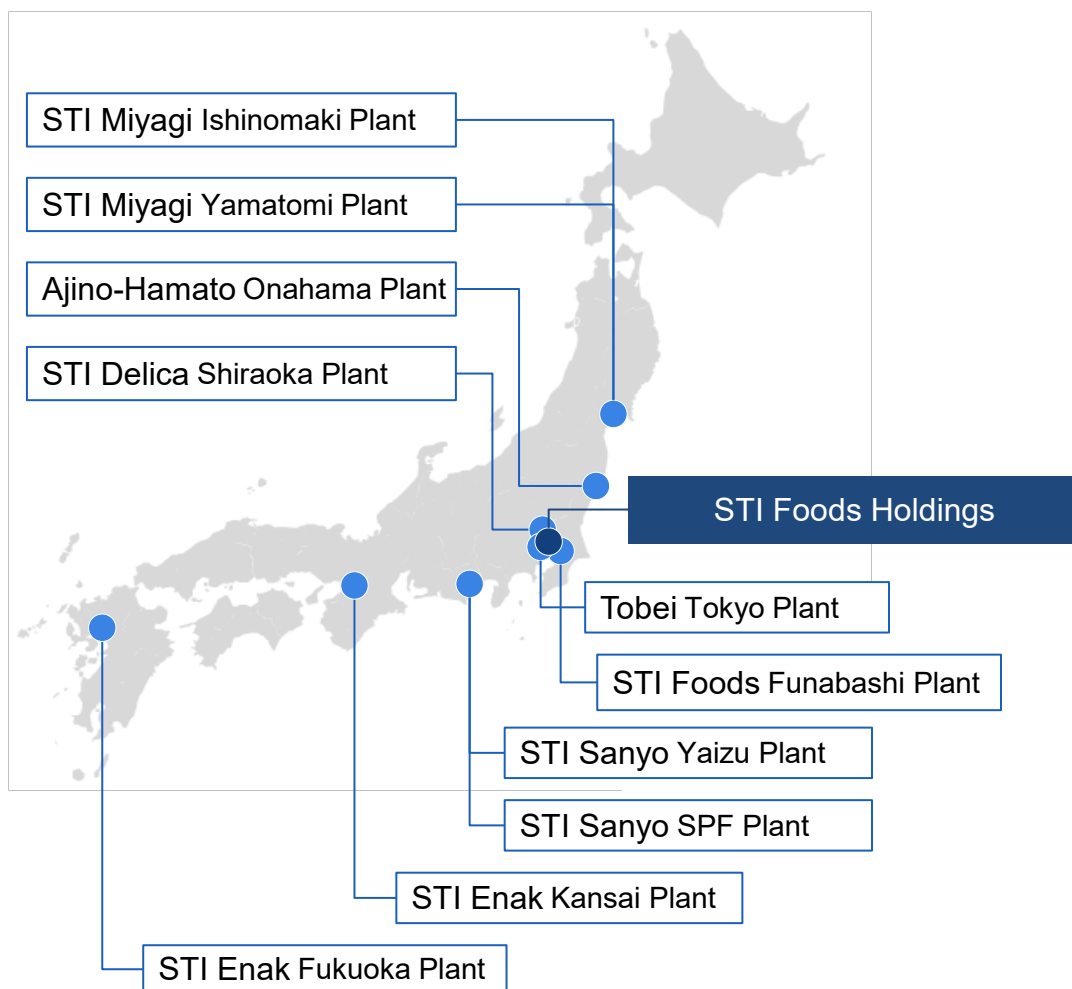 STI Miyagi Ishinomaki Plant
STI Miyagi Yamatomi Plant
Ajino-Hamato Onahama Plant
STI Delica Shiraoka Plant
STI Foods Holdings
Tobei Tokyo Plant
STI Foods Funabashi Plant
STI Sanyo Yaizu Plant
STI Sanyo SPF Plant
STI Enak Kansai Plant
STI Enak Fukuoka Plant